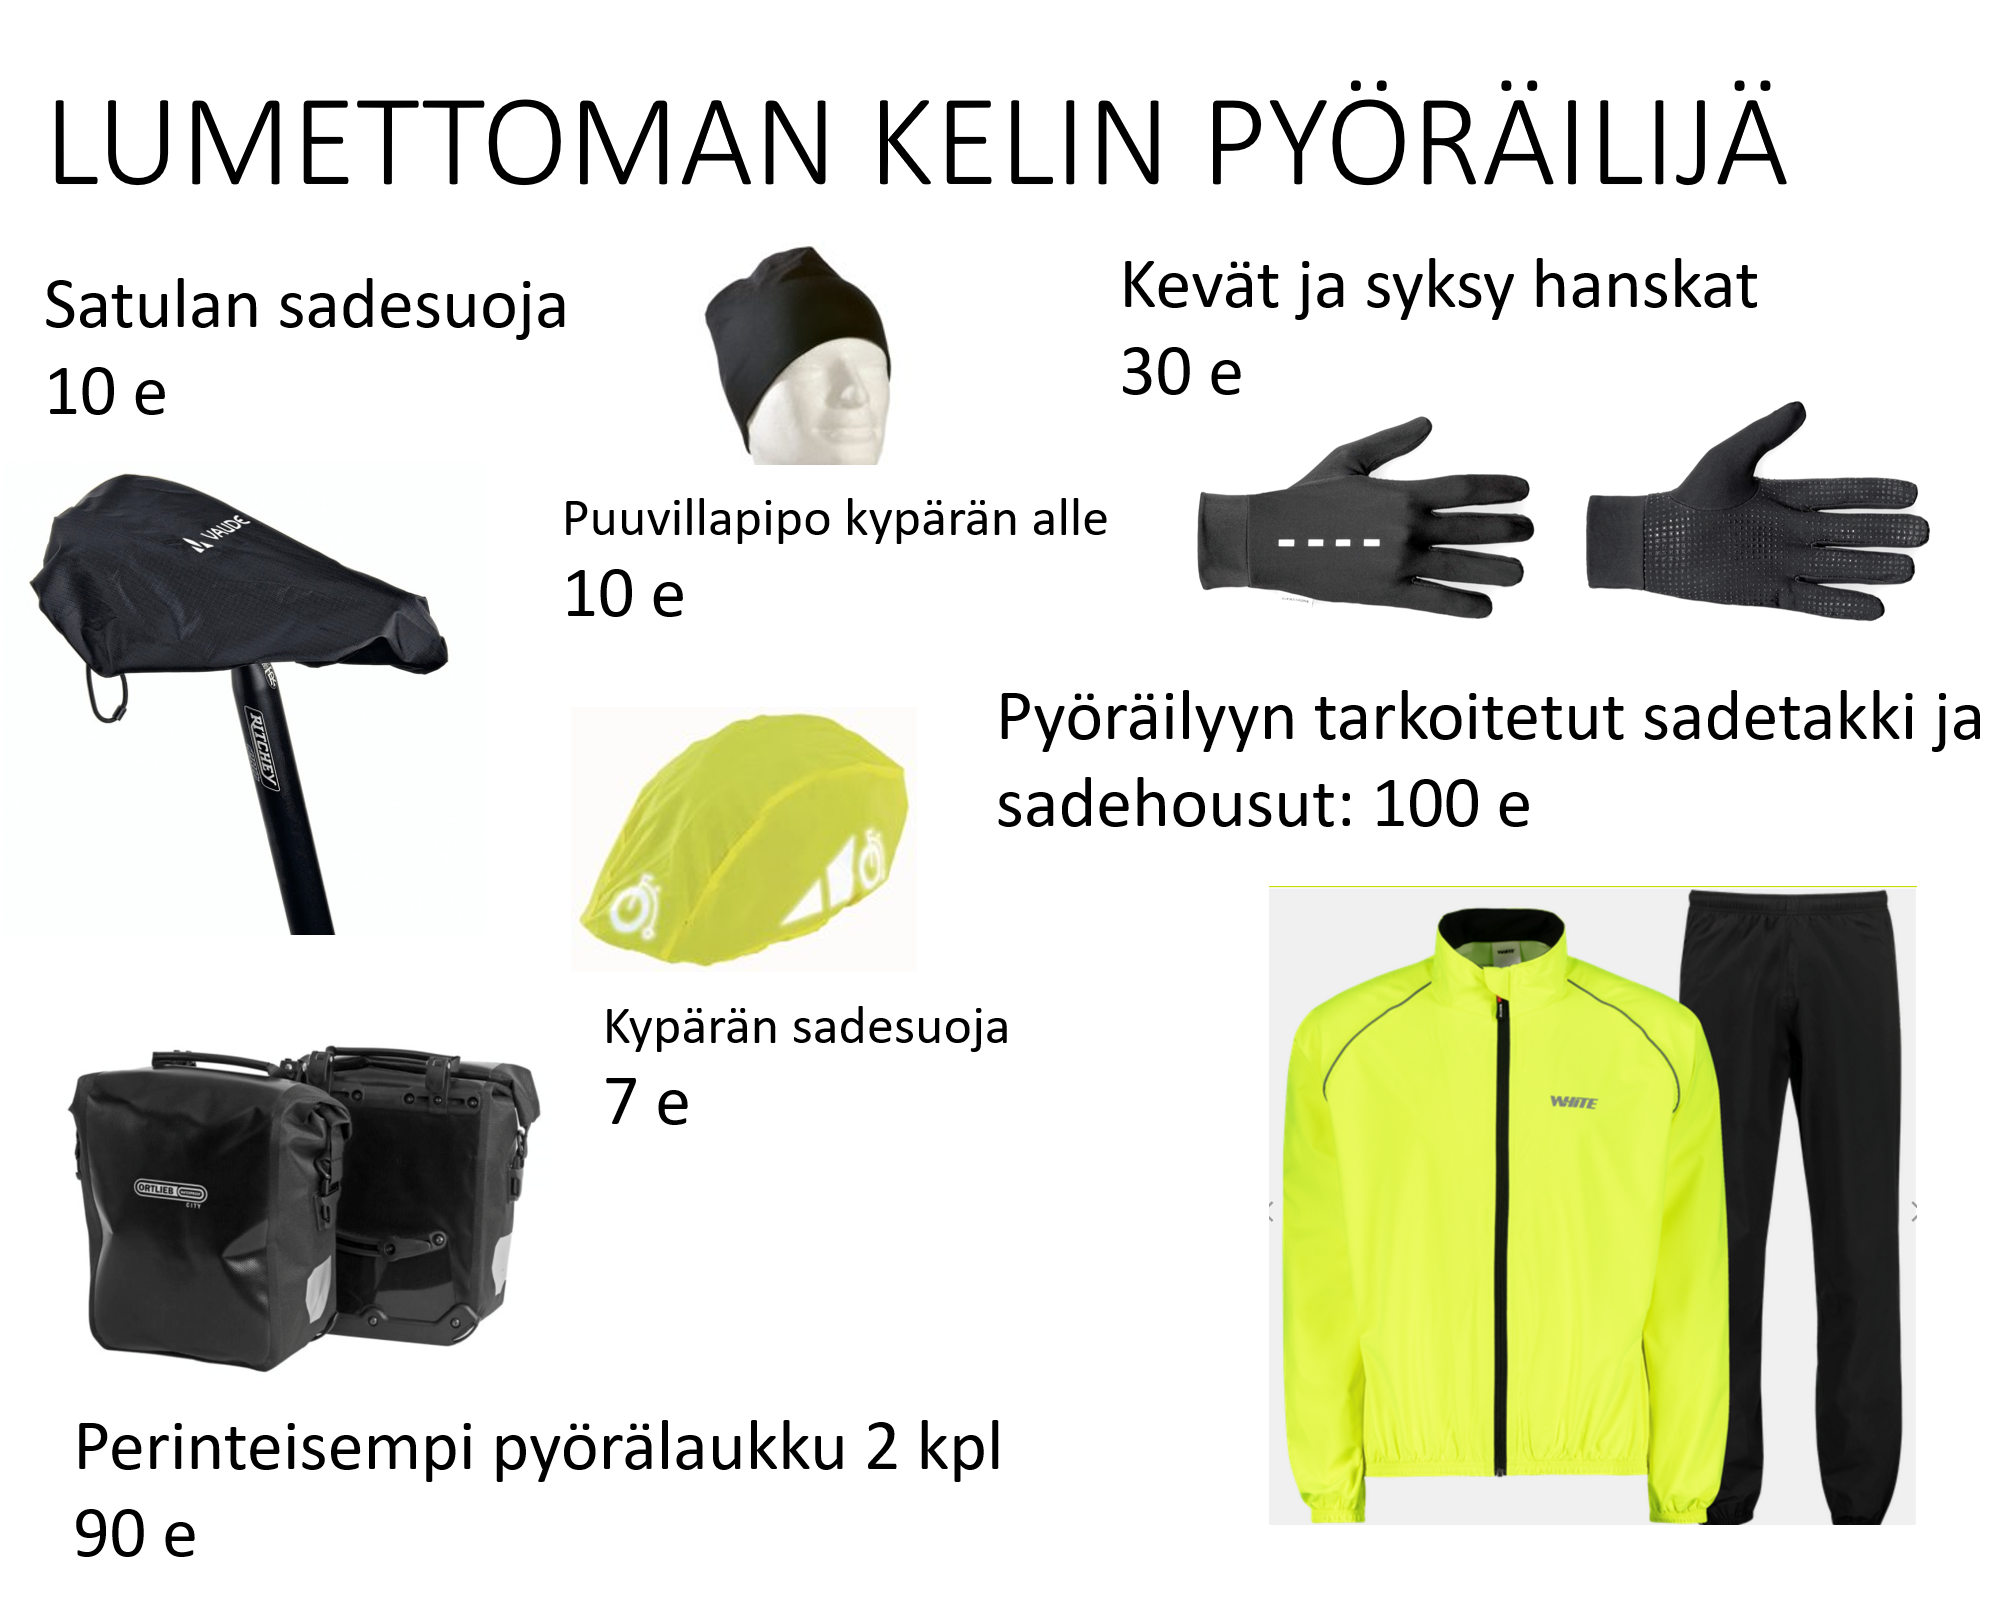 LUMETTOMAN KELIN PYÖRÄILIJÄ
Satulan sadesuoja
10 e
Kevät ja syksy hanskat
30 e
VAUDE
RITCHEY
Puuvillapipo kypärän alle
10 e
Pyöräilyyn tarkoitetut sadetakki ja
sadehousut: 100 e
Kypärän sadesuoja
7 e
WHITE
WHITE
ORTLIEB
CITY
Perinteisempi pyörälaukku 2 kpl
90 e